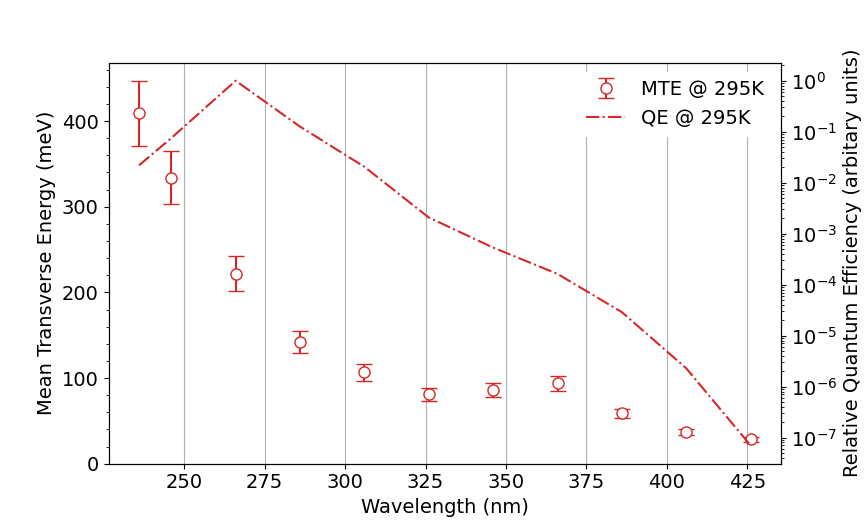 MTE @ 295K
QE @ 295K
Mean Transverse Energy (meV)
400
300
200
100
0
10⁰
10⁻¹
10⁻²
10⁻³
10⁻⁴
10⁻⁵
10⁻⁶
10⁻⁷
Relative Quantum Efficiency (arbitary units)
250 275 300 325 350 375 400 425
Wavelength (nm)